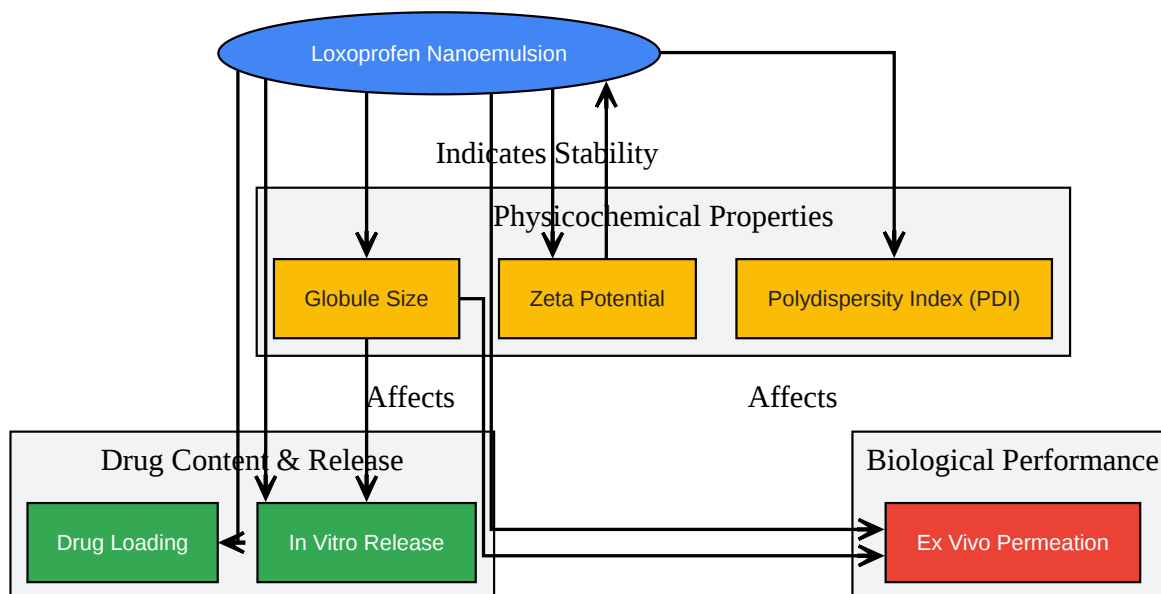 Loxoprofen Nanoemulsion
Indicates Stability
Physicochemical Properties
Globule Size
Zeta Potential
Polydispersity Index (PDI)
Affects
Affects
Drug Content & Release
Biological Performance
Drug Loading
In Vitro Release
Ex Vivo Permeation